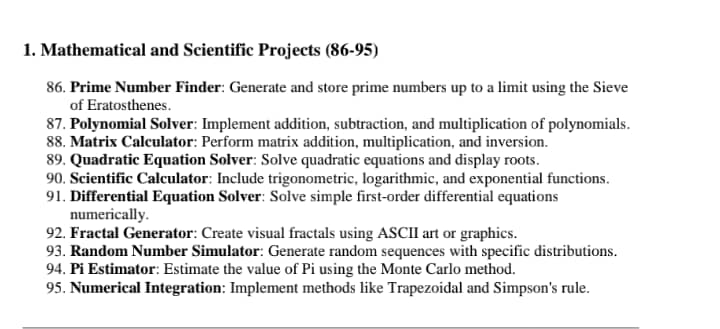 1. Mathematical and Scientific Projects (86-95)
86. Prime Number Finder: Generate and store prime numbers up to a limit using the Sieve
of Eratosthenes.
87. Polynomial Solver: Implement addition, subtraction, and multiplication of polynomials.
88. Matrix Calculator: Perform matrix addition, multiplication, and inversion.
89. Quadratic Equation Solver: Solve quadratic equations and display roots.
90. Scientific Calculator: Include trigonometric, logarithmic, and exponential functions.
91. Differential Equation Solver: Solve simple first-order differential equations
numerically.
92. Fractal Generator: Create visual fractals using ASCII art or graphics.
93. Random Number Simulator: Generate random sequences with specific distributions.
94. Pi Estimator: Estimate the value of Pi using the Monte Carlo method.
95. Numerical Integration: Implement methods like Trapezoidal and Simpson's rule.